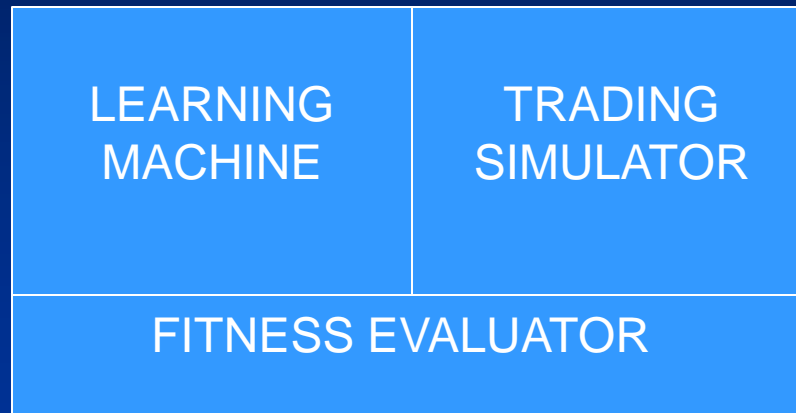 LEARNING
MACHINE
TRADING
SIMULATOR
FITNESS EVALUATOR